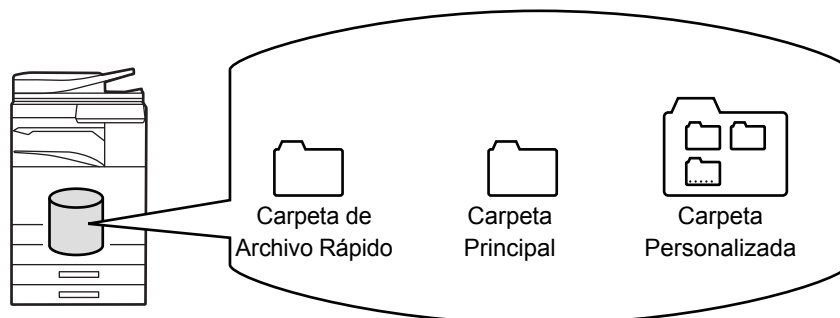 Carpeta de
Archivo Rápido
Carpeta
Principal
Carpeta
Personalizada